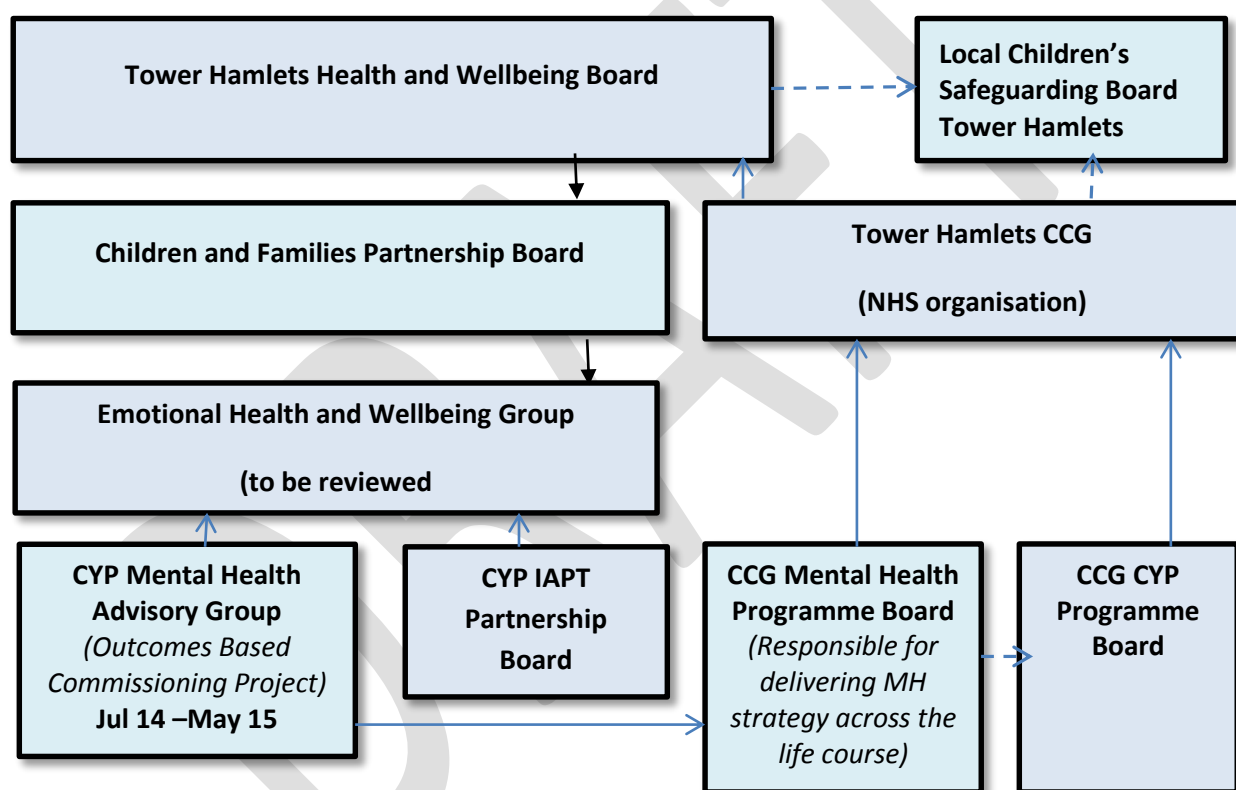 Tower Hamlets Health and Wellbeing Board
Local Children’s
Safeguarding Board
Tower Hamlets
Children and Families Partnership Board
Tower Hamlets CCG
(NHS organisation)
Emotional Health and Wellbeing Group
(to be reviewed
CYP Mental Health
Advisory Group
(Outcomes Based
Commissioning Project)
Jul 14 –May 15
CYP IAPT
Partnership
Board
CCG Mental Health
Programme Board
(Responsible for
delivering MH
strategy across the
life course)
CCG CYP
Programme
Board
DRAFT